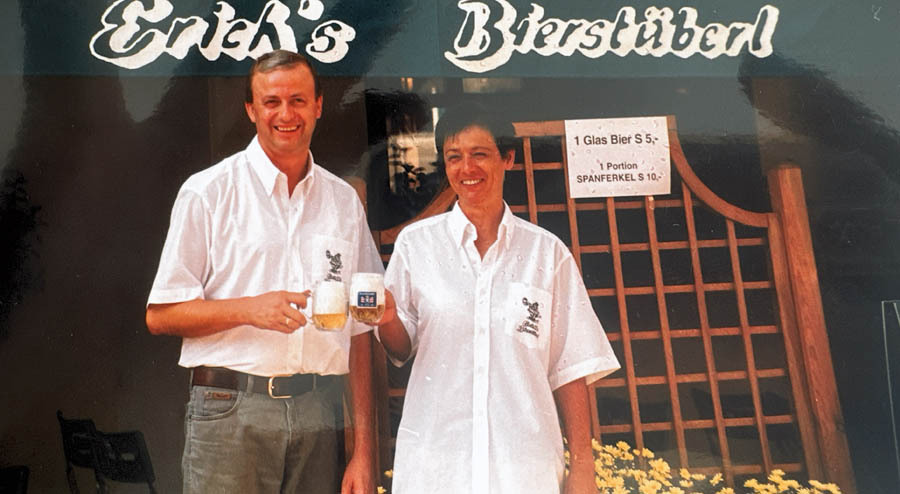 Erich's Bierstüberl
1 Glas Bier S 5,-
1 Portion
SPANFERKEL S 10,-